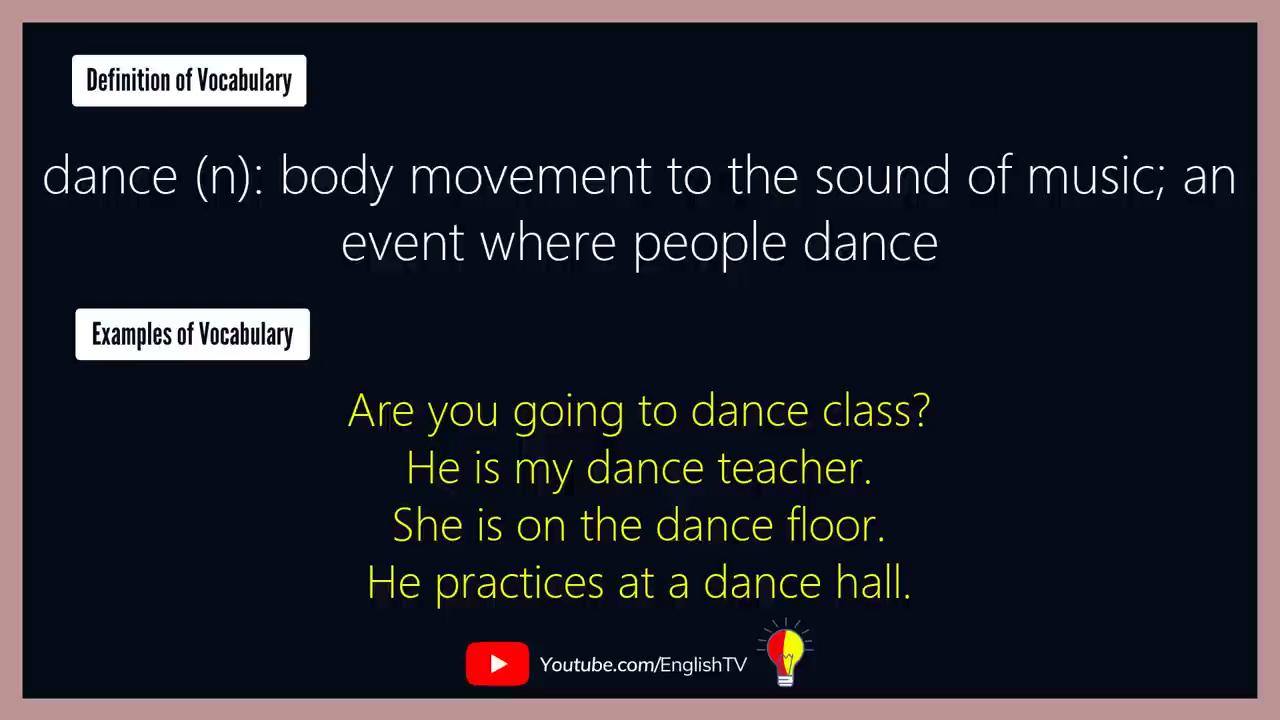 Definition of Vocabulary
dance (n): body movement to the sound of music; an
event where people dance
Examples of Vocabulary
Are you going to dance class?
He is my dance teacher.
She is on the dance floor.
He practices at a dance hall.
Youtube.com/EnglishTV